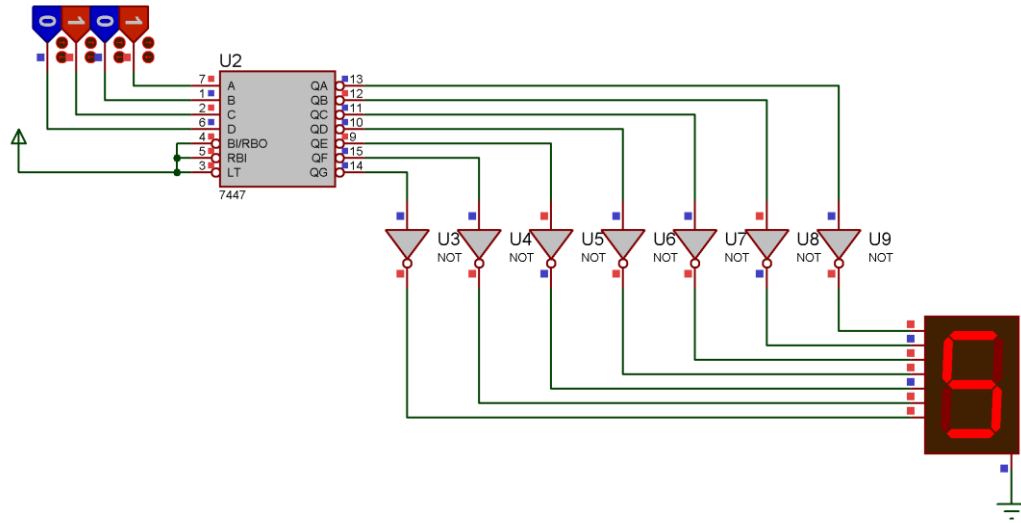 0 1 0 1
U2
7 A QA 13
1 B QB 12
2 C QC 11
6 D QD 10
4 BI/RBO QE 9
5 RBI QF 15
3 LT QG 14
7447
U3 U4 U5 U6 U7 U8 U9
NOT NOT NOT NOT NOT NOT NOT
5